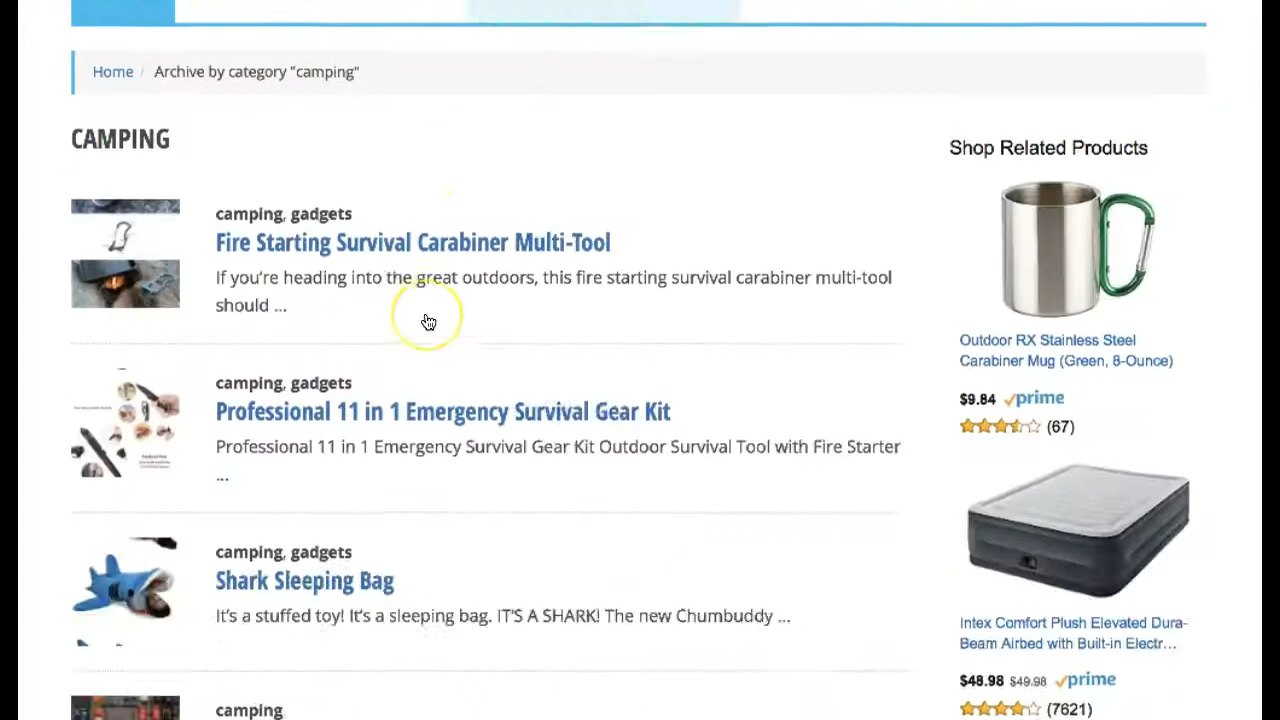 Home / Archive by category "camping"
CAMPING
camping, gadgets
Fire Starting Survival Carabiner Multi-Tool
If you're heading into the great outdoors, this fire starting survival carabiner multi-tool
should ...
camping, gadgets
Professional 11 in 1 Emergency Survival Gear Kit
Professional 11 in 1 Emergency Survival Gear Kit Outdoor Survival Tool with Fire Starter
...
camping, gadgets
Shark Sleeping Bag
It's a stuffed toy! It's a sleeping bag. IT'S A SHARK! The new Chumbuddy ...
camping
Shop Related Products
Outdoor RX Stainless Steel
Carabiner Mug (Green, 8-Ounce)
$9.84 prime
(67)
Intex Comfort Plush Elevated Dura-
Beam Airbed with Built-in Electr...
$48.98 $49.98 prime
(7621)